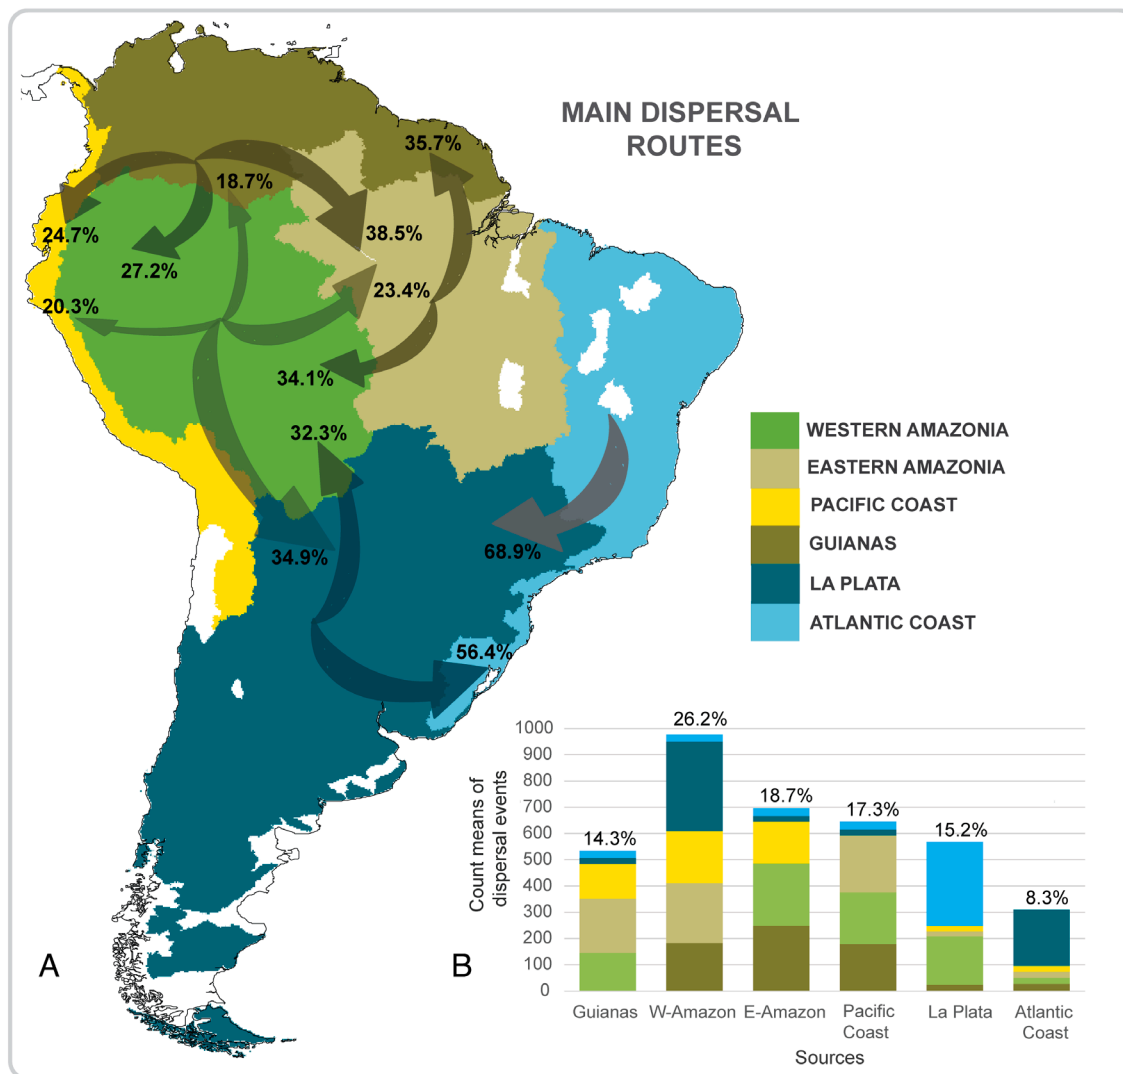 MAIN DISPERSAL
ROUTES
35.7%
18.7%
24.7%
38.5%
27.2%
23.4%
20.3%
34.1%
32.3%
34.9%
68.9%
56.4%
WESTERN AMAZONIA
EASTERN AMAZONIA
PACIFIC COAST
GUIANAS
LA PLATA
ATLANTIC COAST
A
B
Count means of
dispersal events
1000
900
800
700
600
500
400
300
200
100
0
14.3%
26.2%
18.7%
17.3%
15.2%
8.3%
Guianas
W-Amazon
E-Amazon
Pacific
Coast
La Plata
Atlantic
Coast
Sources